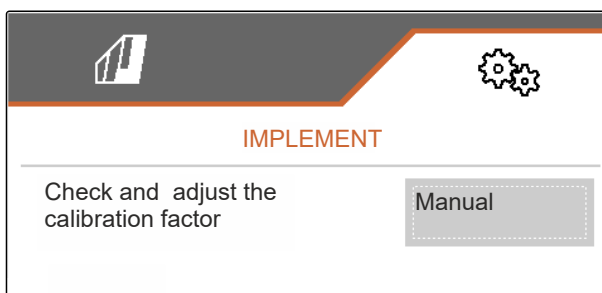 IMPLEMENT
Check and adjust the
calibration factor
Manual